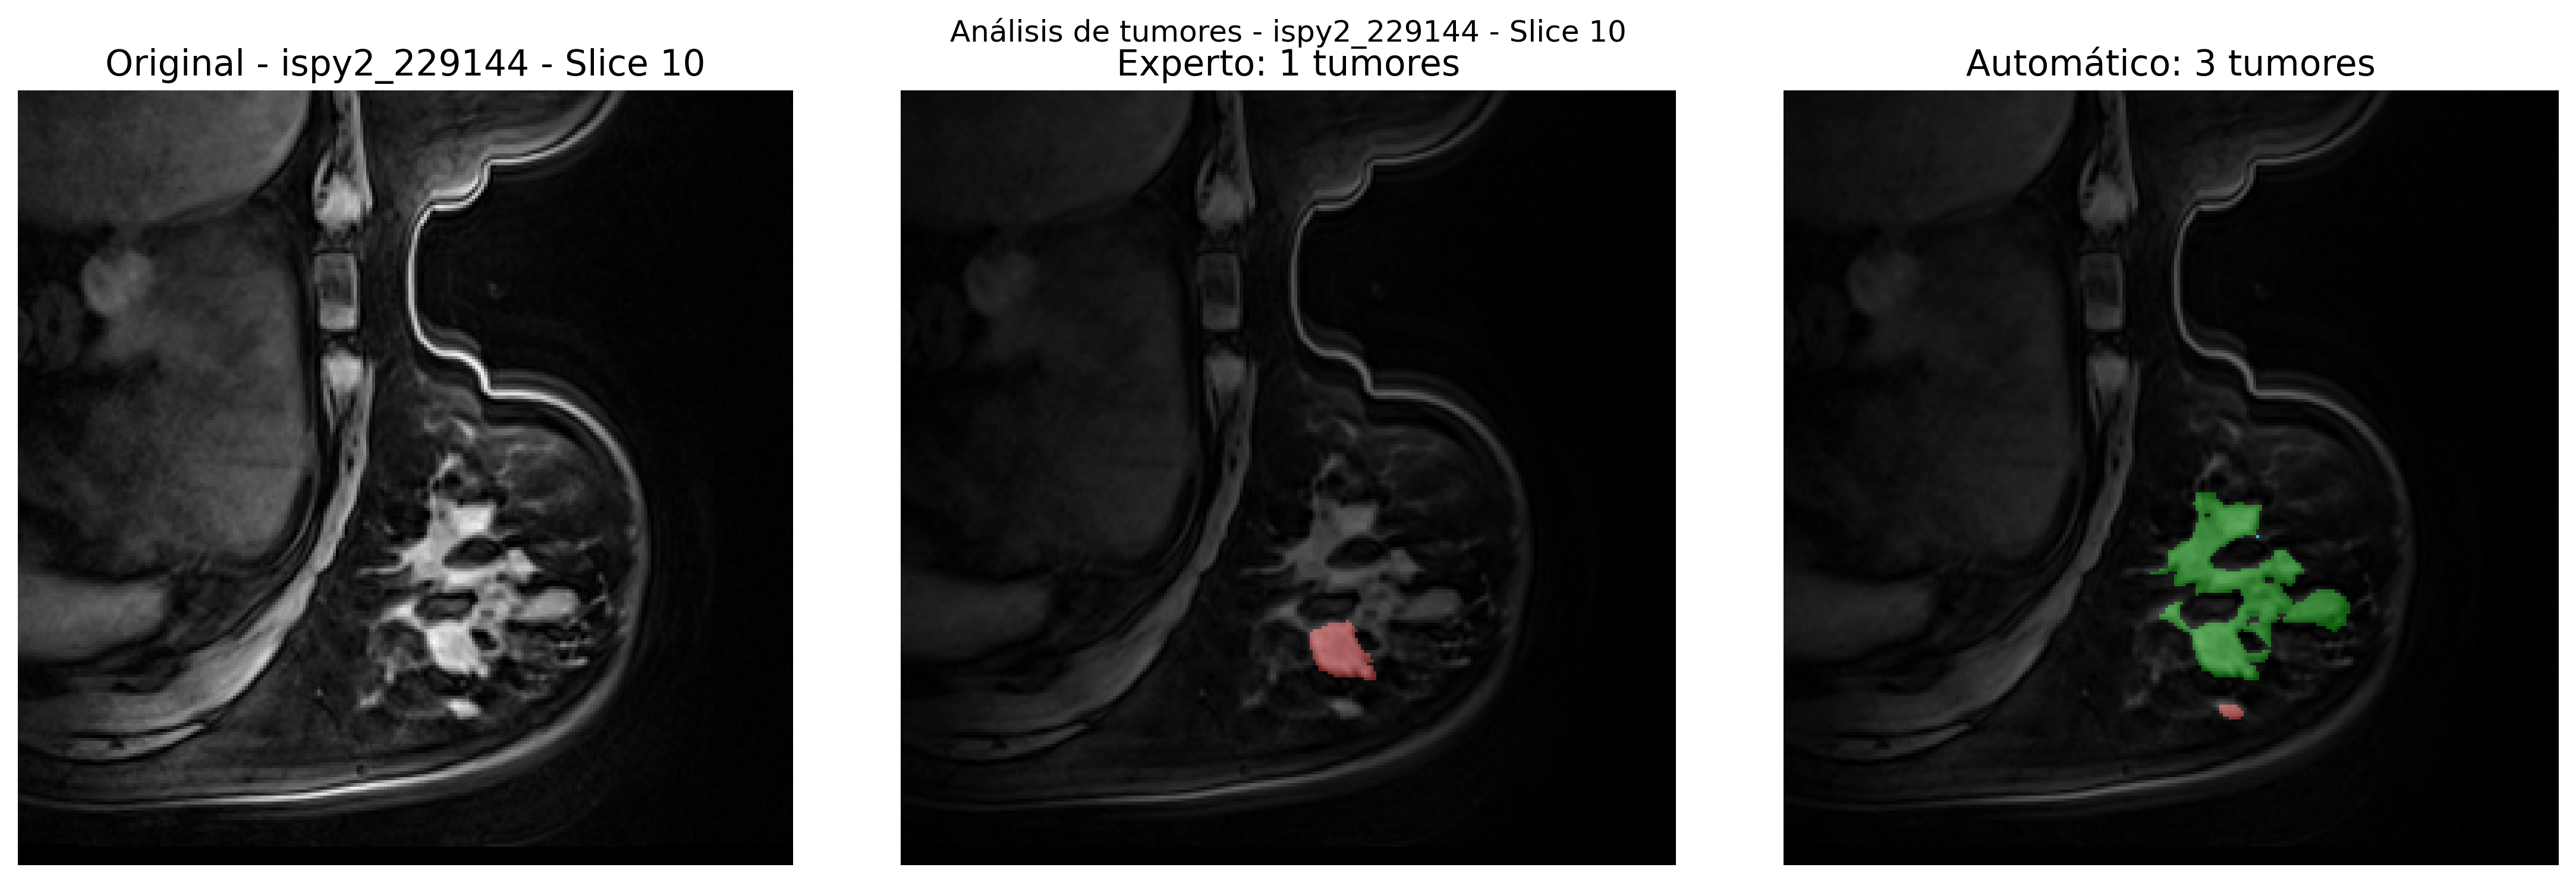 Análisis de tumores - ispy2_229144 - Slice 10
Original - ispy2_229144 - Slice 10
Experto: 1 tumores
Automático: 3 tumores